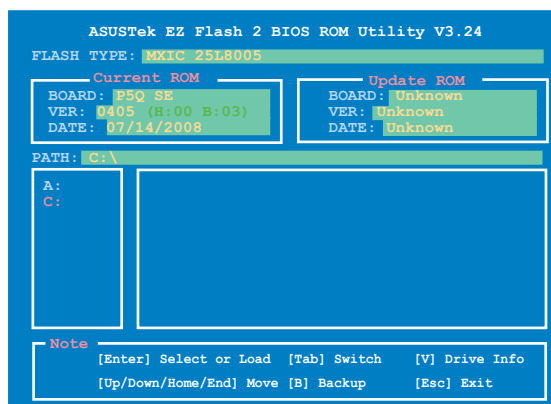 ASUSTek EZ Flash 2 BIOS ROM Utility V3.24
FLASH TYPE: MXIC 25L8005
Current ROM
BOARD: P5Q SE
VER: 0405 (H:00 B:03)
DATE: 07/14/2008
Update ROM
BOARD: Unknown
VER: Unknown
DATE: Unknown
PATH: C:\
A:
C:
Note
[Enter] Select or Load [Tab] Switch [V] Drive Info
[Up/Down/Home/End] Move [B] Backup [Esc] Exit